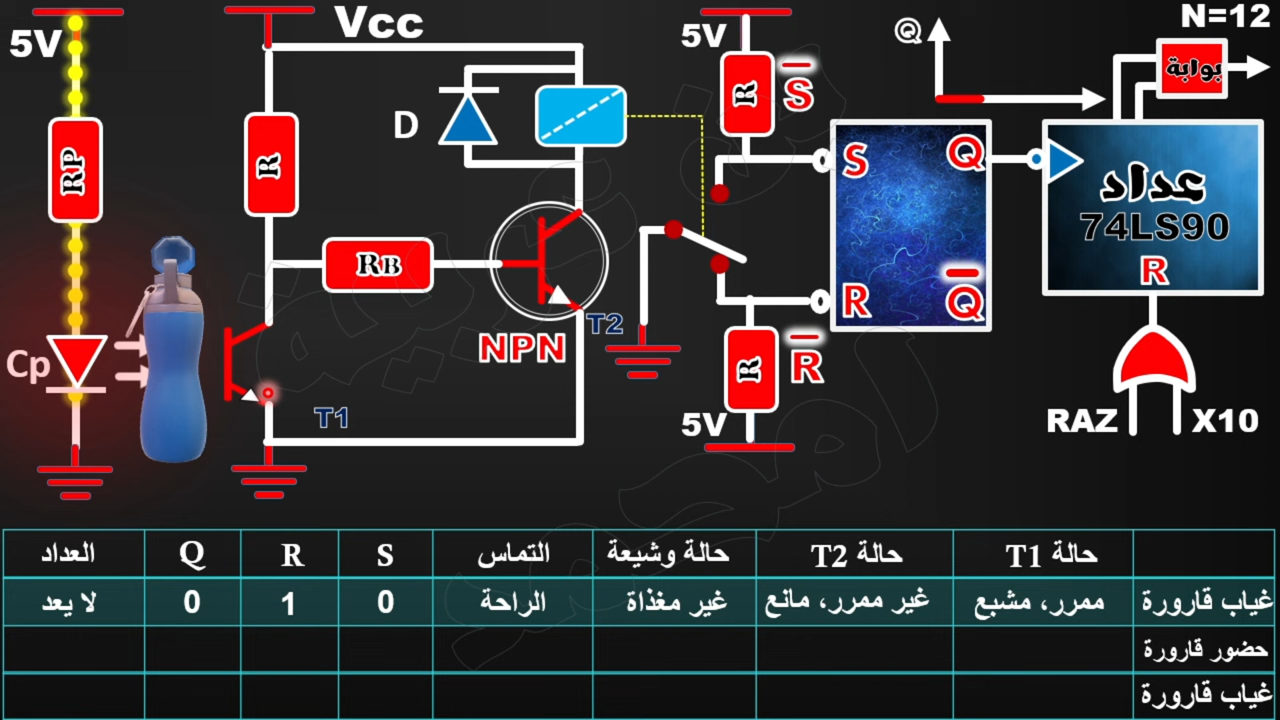 5V
Vcc
5V
Q
N=12
بوابة
RP
R
D
R
S
S
Q
عداد
74LS90
R
RB
R
Q
T2
NPN
Cp
R
R
T1
5V
RAZ
X10
حالة T1
حالة T2
حالة وشيعة
التماس
S
R
Q
العداد
غياب قارورة
ممرر، مشبع
غير ممرر، مانع
غير مغذاة
الراحة
0
1
0
لا يعد
حضور قارورة
غياب قارورة